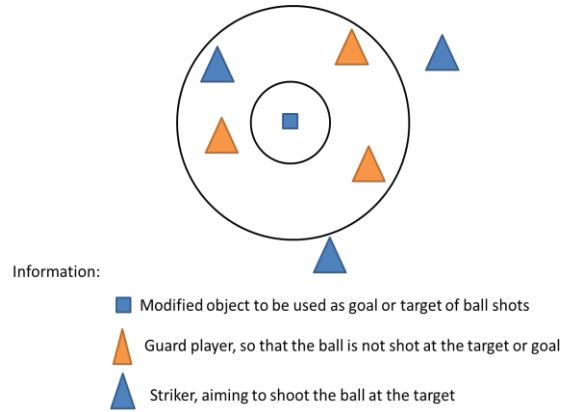 Information:
Modified object to be used as goal or target of ball shots
Guard player, so that the ball is not shot at the target or goal
Striker, aiming to shoot the ball at the target